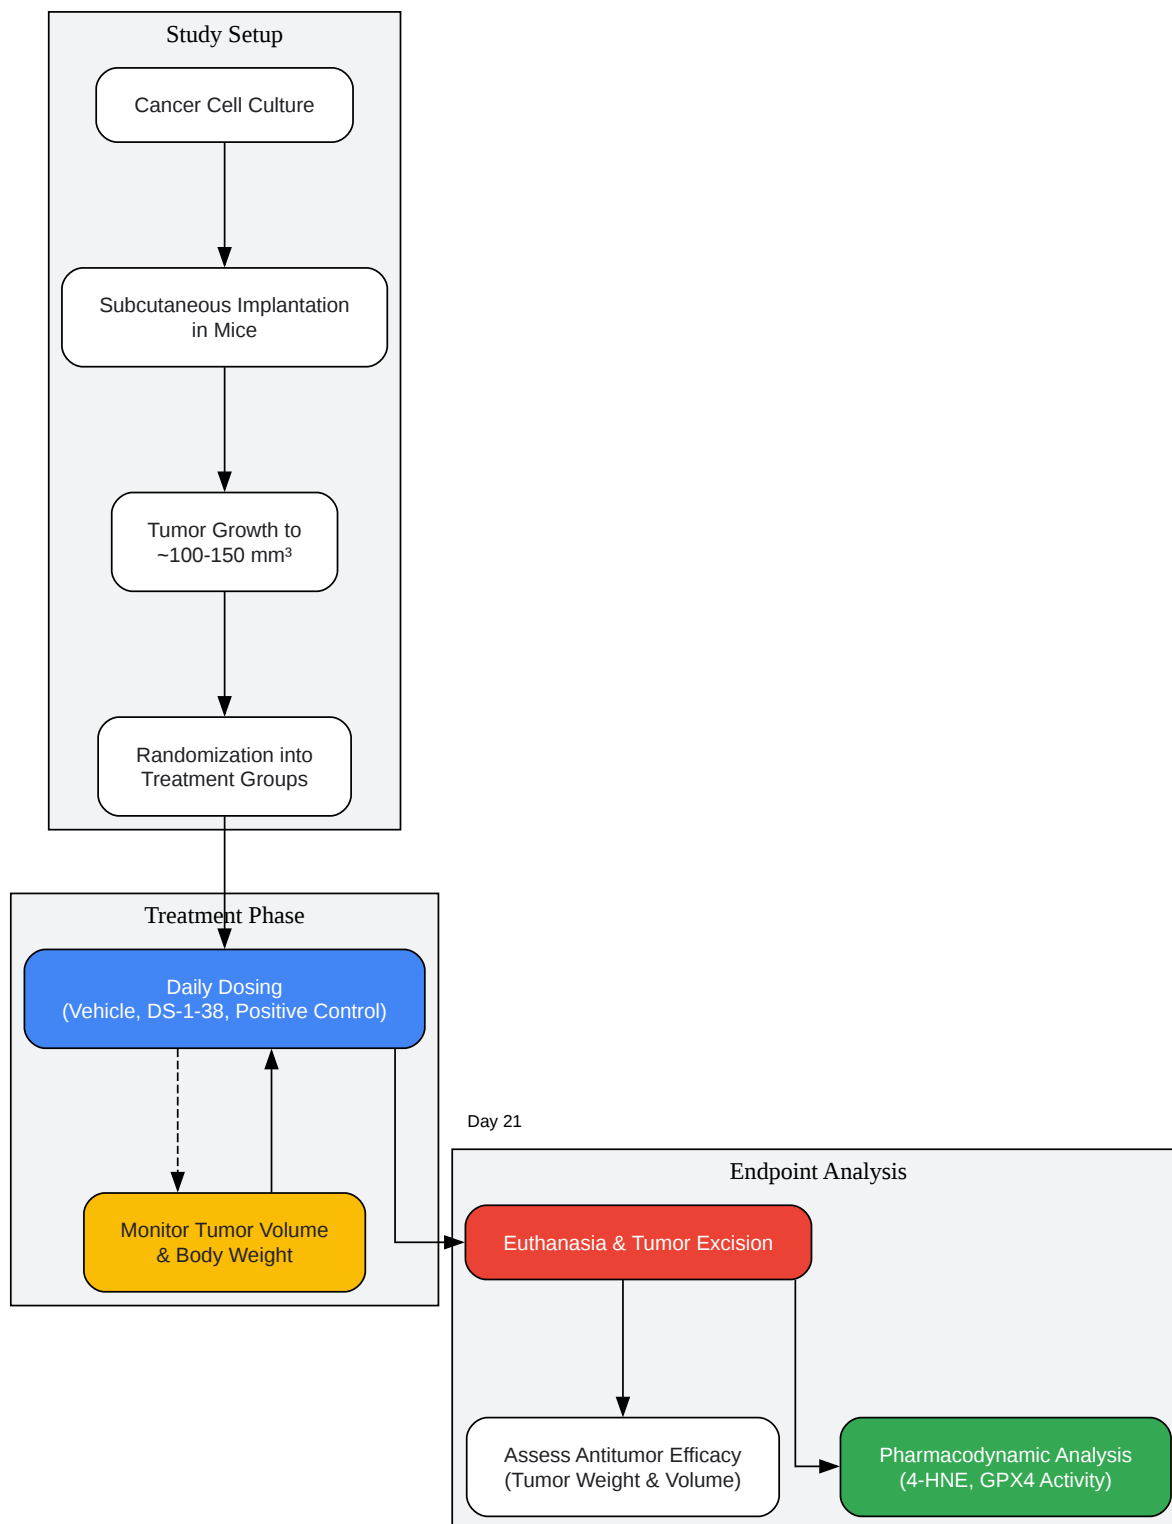 Study Setup
Cancer Cell Culture
Subcutaneous Implantation
in Mice
Tumor Growth to
~100-150 mm³
Randomization into
Treatment Groups
Treatment Phase
Daily Dosing
(Vehicle, DS-1-38, Positive Control)
Monitor Tumor Volume
& Body Weight
Day 21
Endpoint Analysis
Euthanasia & Tumor Excision
Assess Antitumor Efficacy
(Tumor Weight & Volume)
Pharmacodynamic Analysis
(4-HNE, GPX4 Activity)